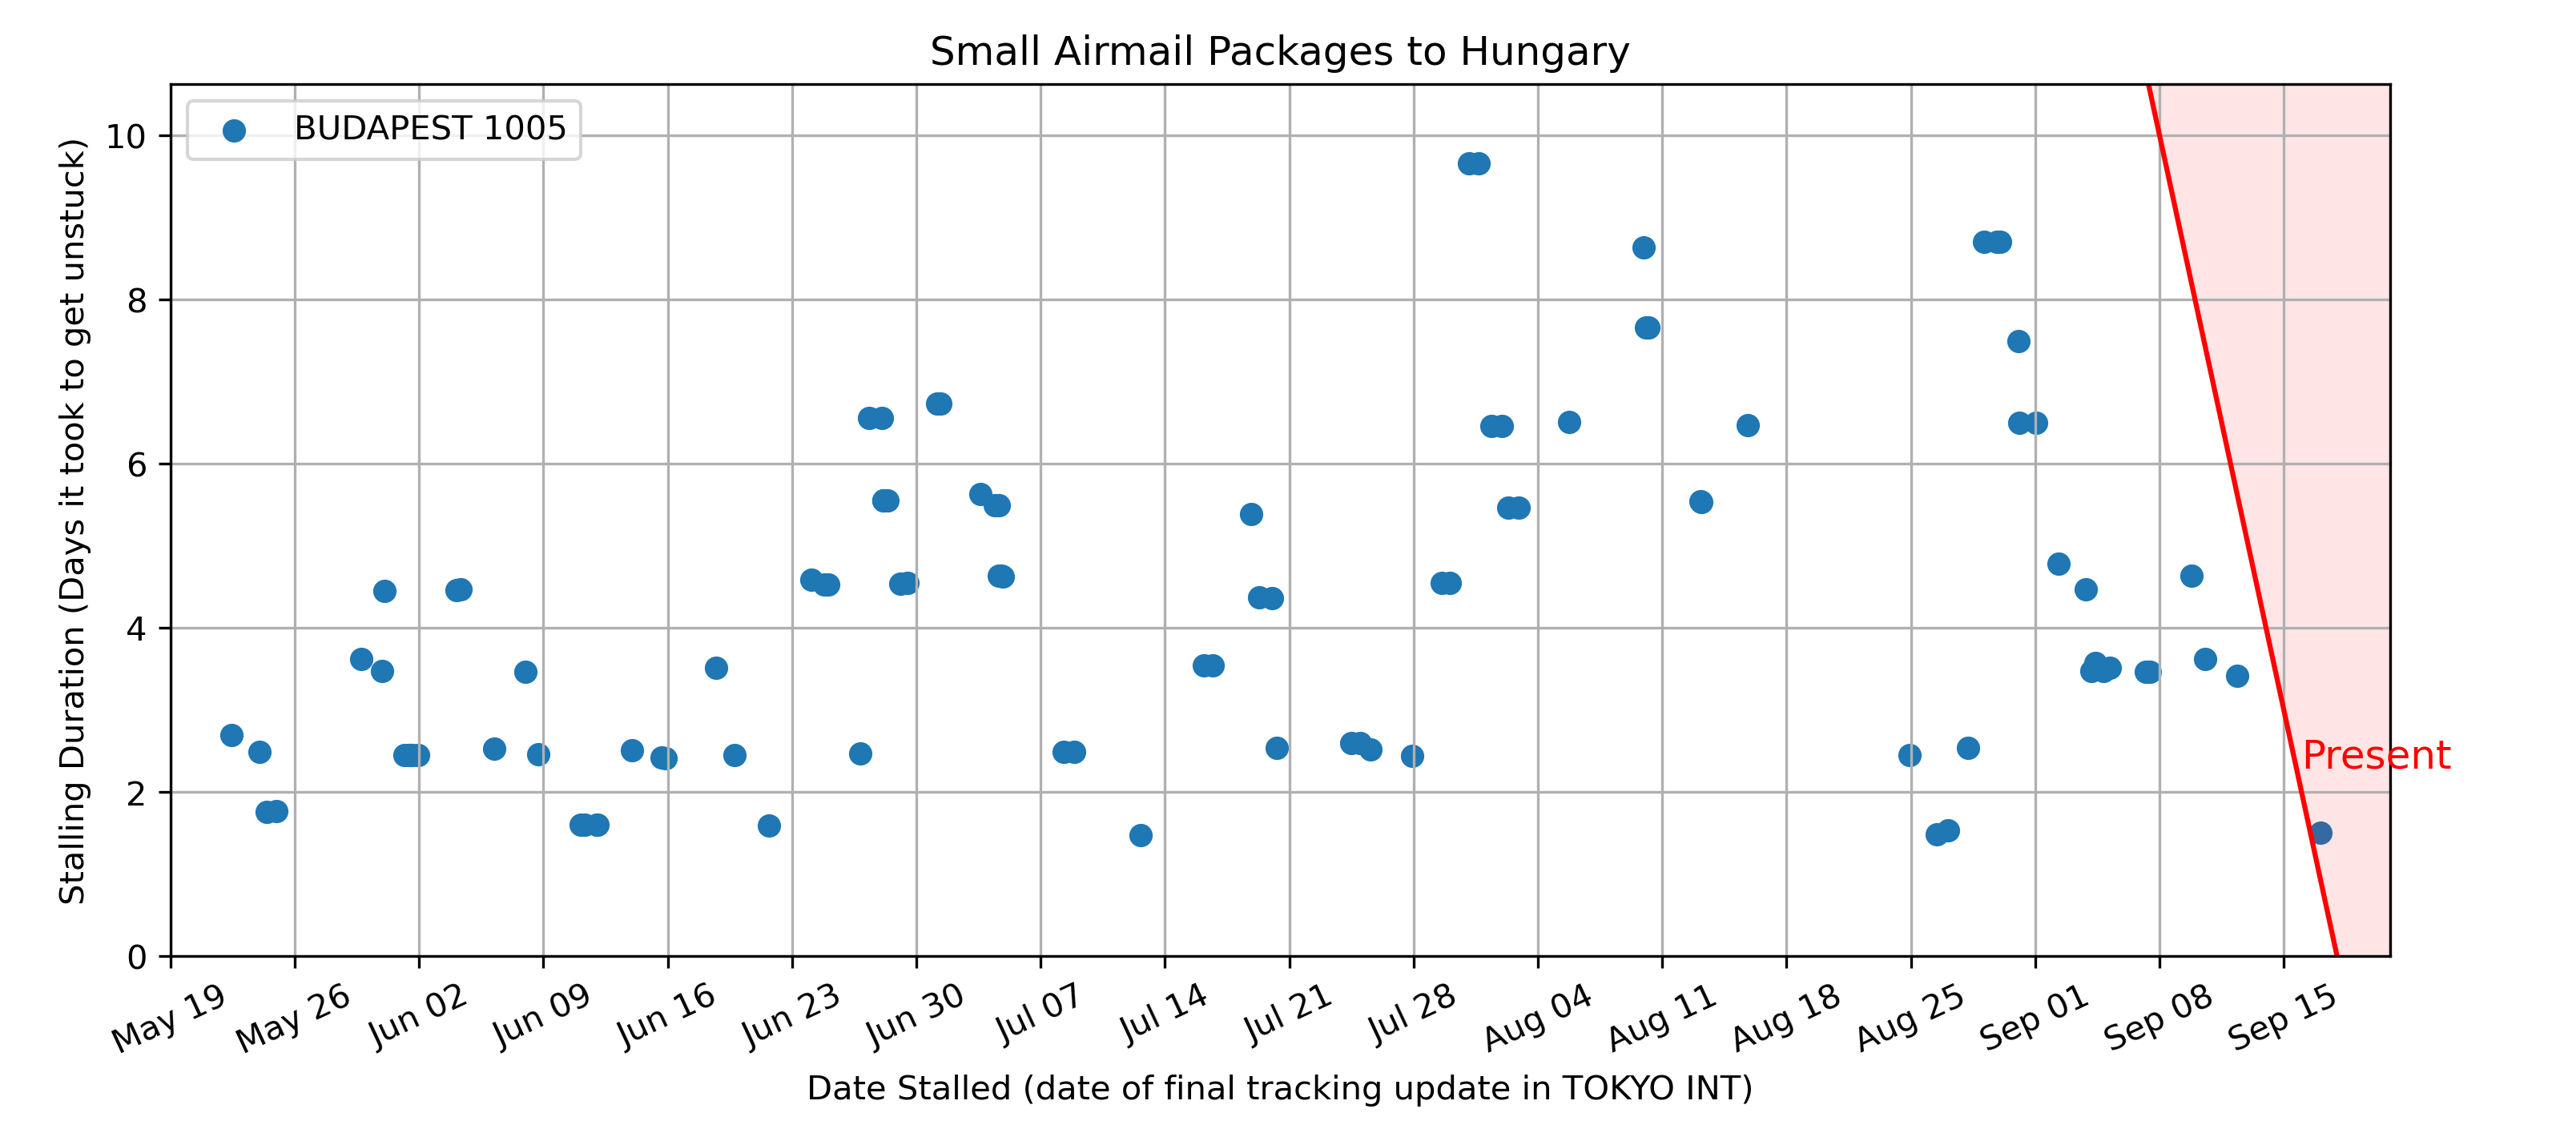 Small Airmail Packages to Hungary
BUDAPEST 1005
Stalling Duration (Days it took to get unstuck)
10
8
6
4
2
0
Present
May 19
May 26
Jun 02
Jun 09
Jun 16
Jun 23
Jun 30
Jul 07
Jul 14
Jul 21
Jul 28
Aug 04
Aug 11
Aug 18
Aug 25
Sep 01
Sep 08
Sep 15
Date Stalled (date of final tracking update in TOKYO INT)